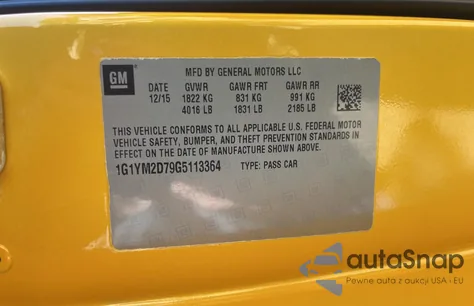 GM
MFD BY GENERAL MOTORS LLC
DATE GVWR GAWR FRT GAWR RR
12/15 1822 KG 831 KG 991 KG
4016 LB 1831 LB 2185 LB
THIS VEHICLE CONFORMS TO ALL APPLICABLE U.S. FEDERAL MOTOR
VEHICLE SAFETY, BUMPER, AND THEFT PREVENTION STANDARDS IN
EFFECT ON THE DATE OF MANUFACTURE SHOWN ABOVE.
1G1YM2D79G5113364 TYPE: PASS CAR
autoSnap
Pewne auta z aukcji USA i EU